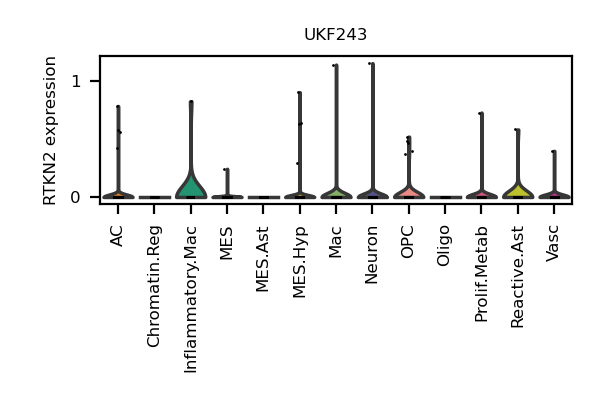 UKF243
RTKN2 expression
1
0
AC
Chromatin.Reg
Inflammatory.Mac
MES
MES.Ast
MES.Hyp
Mac
Neuron
OPC
Oligo
Prolif.Metab
Reactive.Ast
Vasc